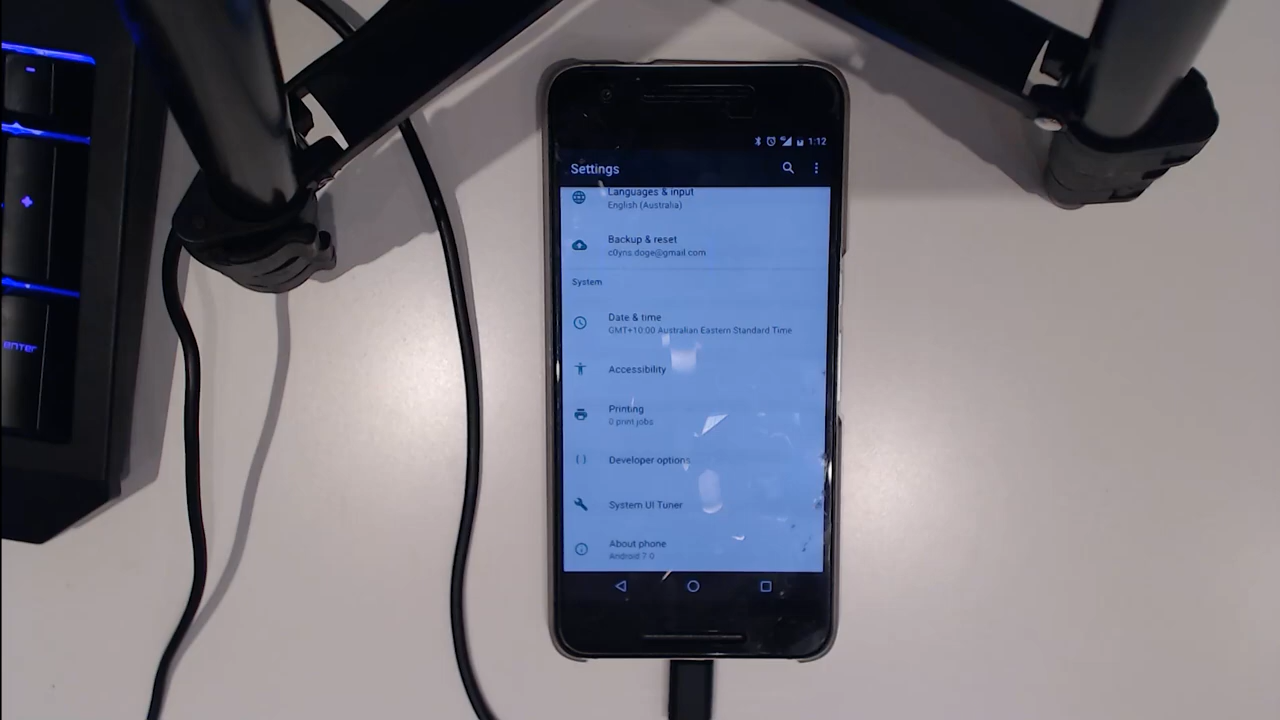 1:12
Settings
Languages & input
English (Australia)
Backup & reset
c0yns.doge@gmail.com
System
Date & time
GMT+10:00 Australian Eastern Standard Time
Accessibility
Printing
0 print jobs
Developer options
System UI Tuner
About phone
Android 7.0
-
+
enter